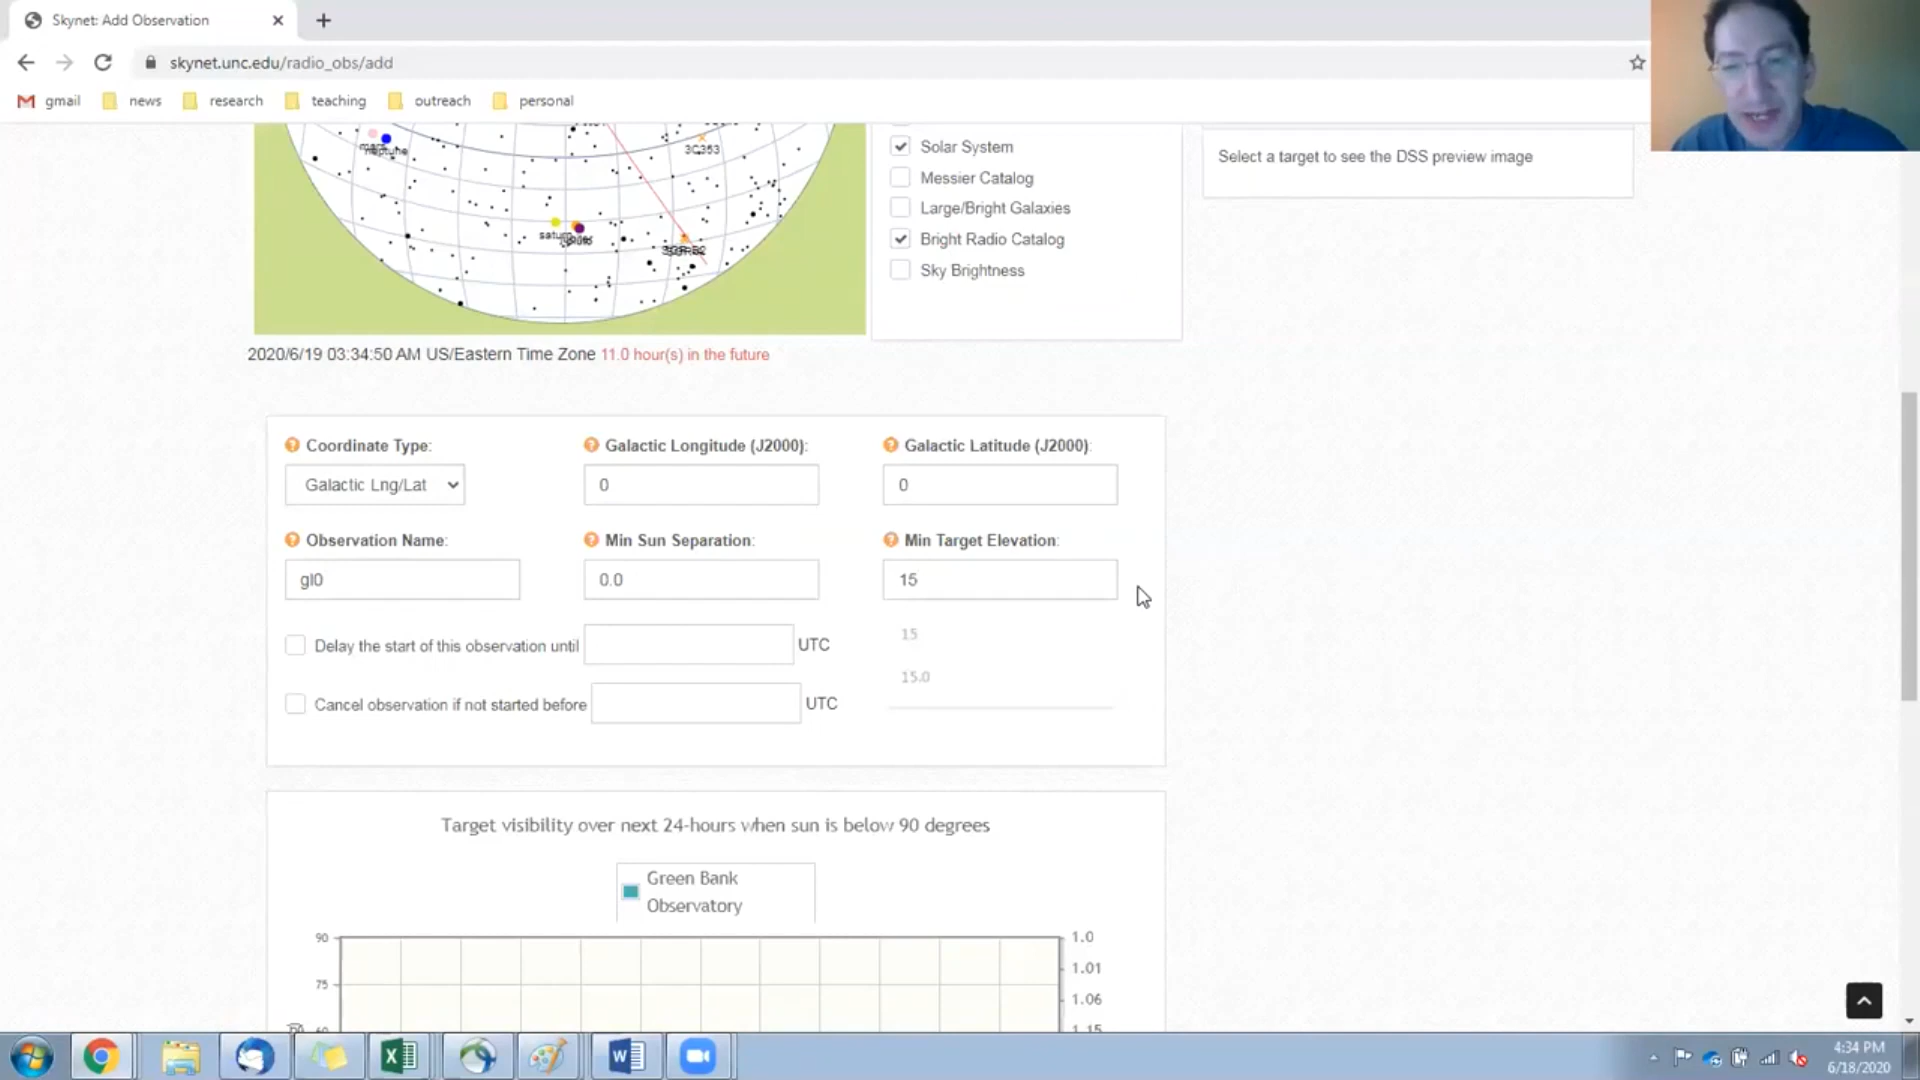 Skynet: Add Observation
skynet.unc.edu/radio_obs/add
gmail news research teaching outreach personal
neptune
3C353
saturn
Solar System
Messier Catalog
Large/Bright Galaxies
Bright Radio Catalog
Sky Brightness
Select a target to see the DSS preview image
2020/6/19 03:34:50 AM US/Eastern Time Zone 11.0 hour(s) in the future
Coordinate Type: Galactic Longitude (J2000): Galactic Latitude (J2000):
Galactic Lng/Lat 0 0
Observation Name: Min Sun Separation: Min Target Elevation:
gl0 0.0 15
15
Delay the start of this observation until UTC
15.0
Cancel observation if not started before UTC
Target visibility over next 24-hours when sun is below 90 degrees
Green Bank
Observatory
90 1.0
1.01
75
1.06
60 1.15
4:34 PM
6/18/2020